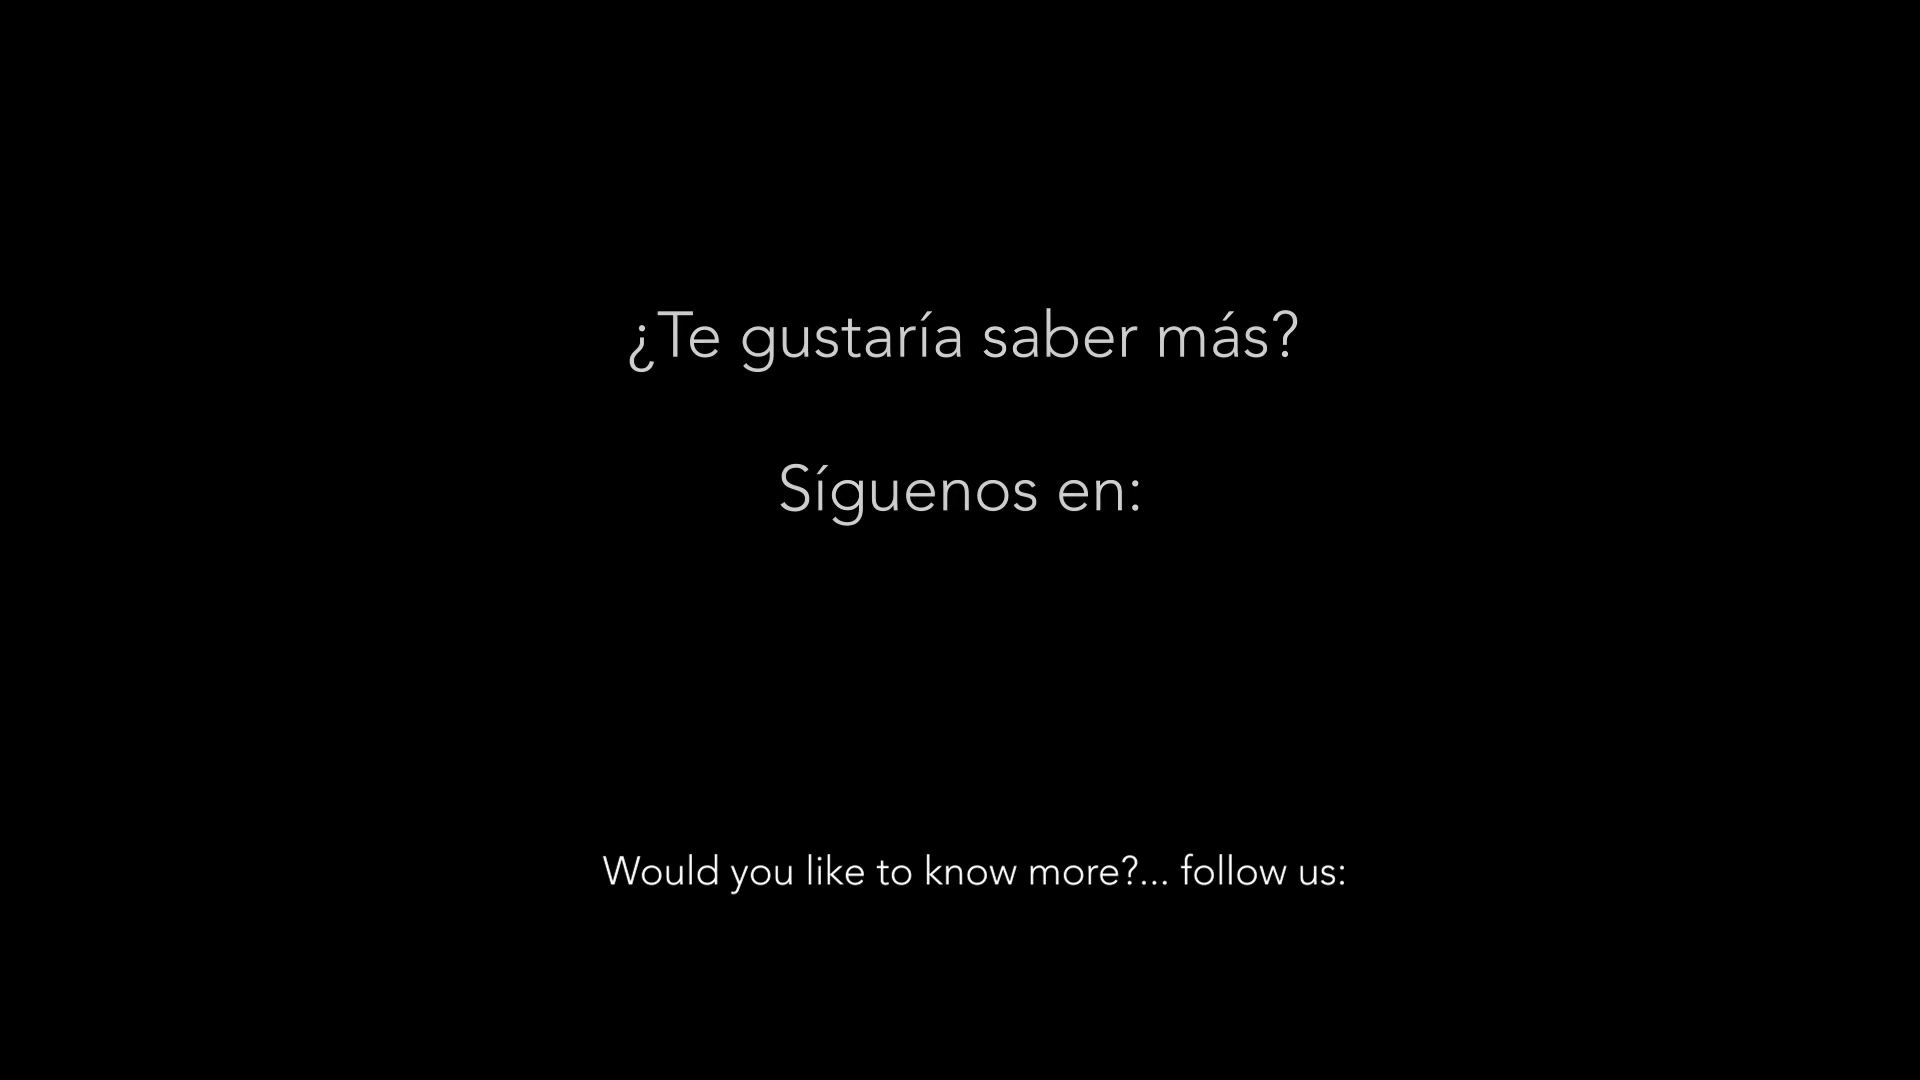 ¿Te gustaría saber más?
Síguenos en:
Would you like to know more?... follow us: